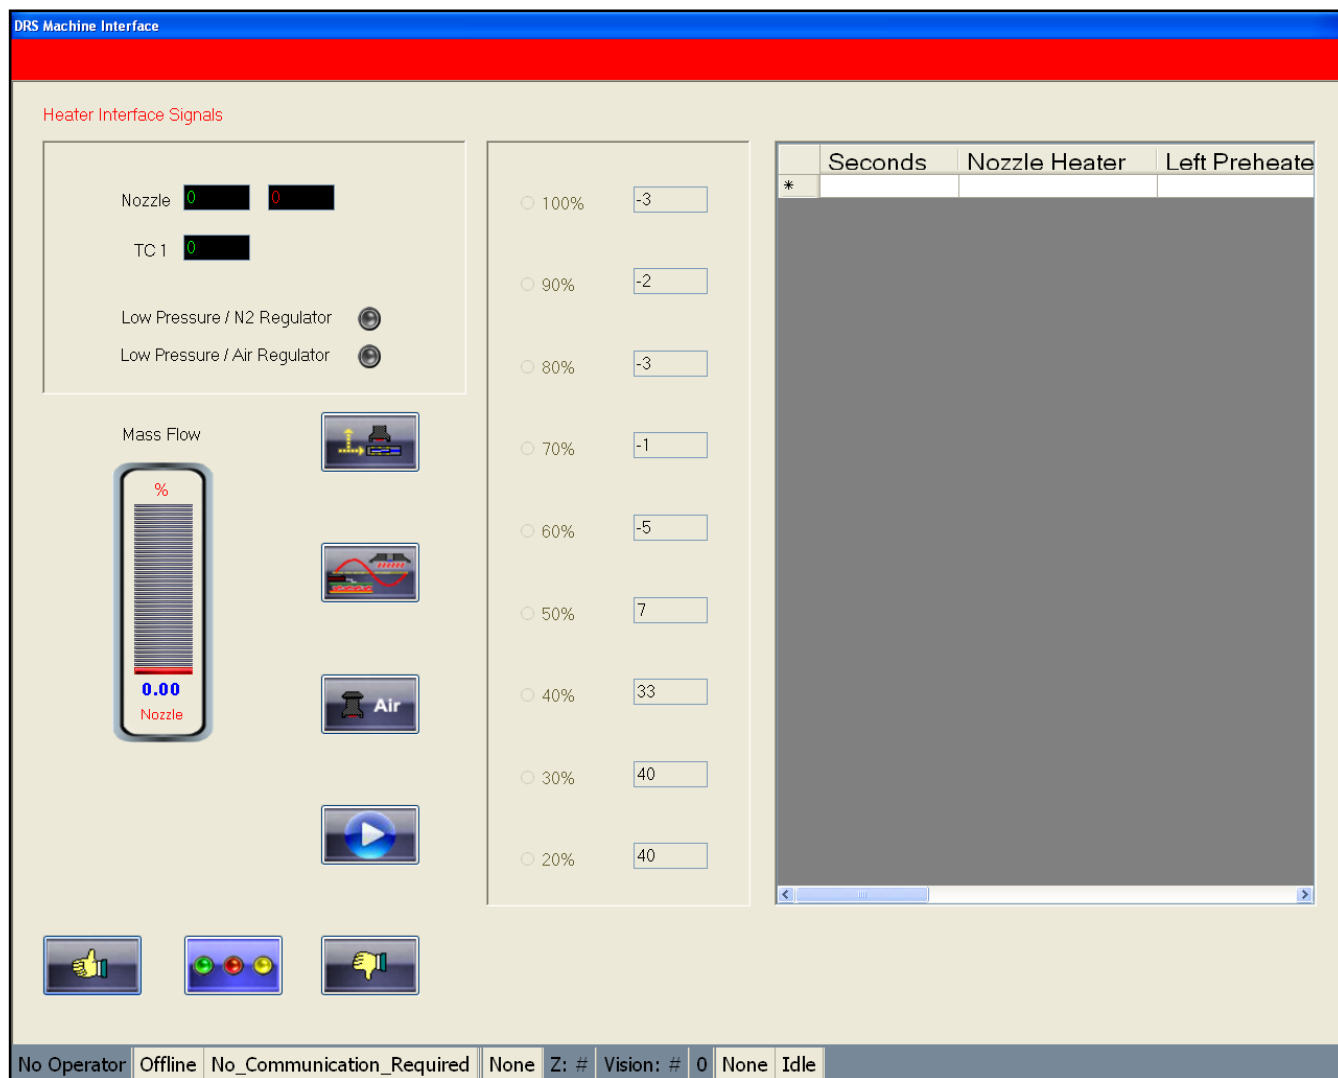 DRS Machine Interface
Heater Interface Signals
Nozzle 0 0
TC 1 0
Low Pressure / N2 Regulator
Low Pressure / Air Regulator
Mass Flow
%
0.00
Nozzle
Air
100% -3
90% -2
80% -3
70% -1
60% -5
50% 7
40% 33
30% 40
20% 40
Seconds Nozzle Heater Left Preheate
*
No Operator Offline No_Communication_Required None Z: # Vision: # 0 None Idle